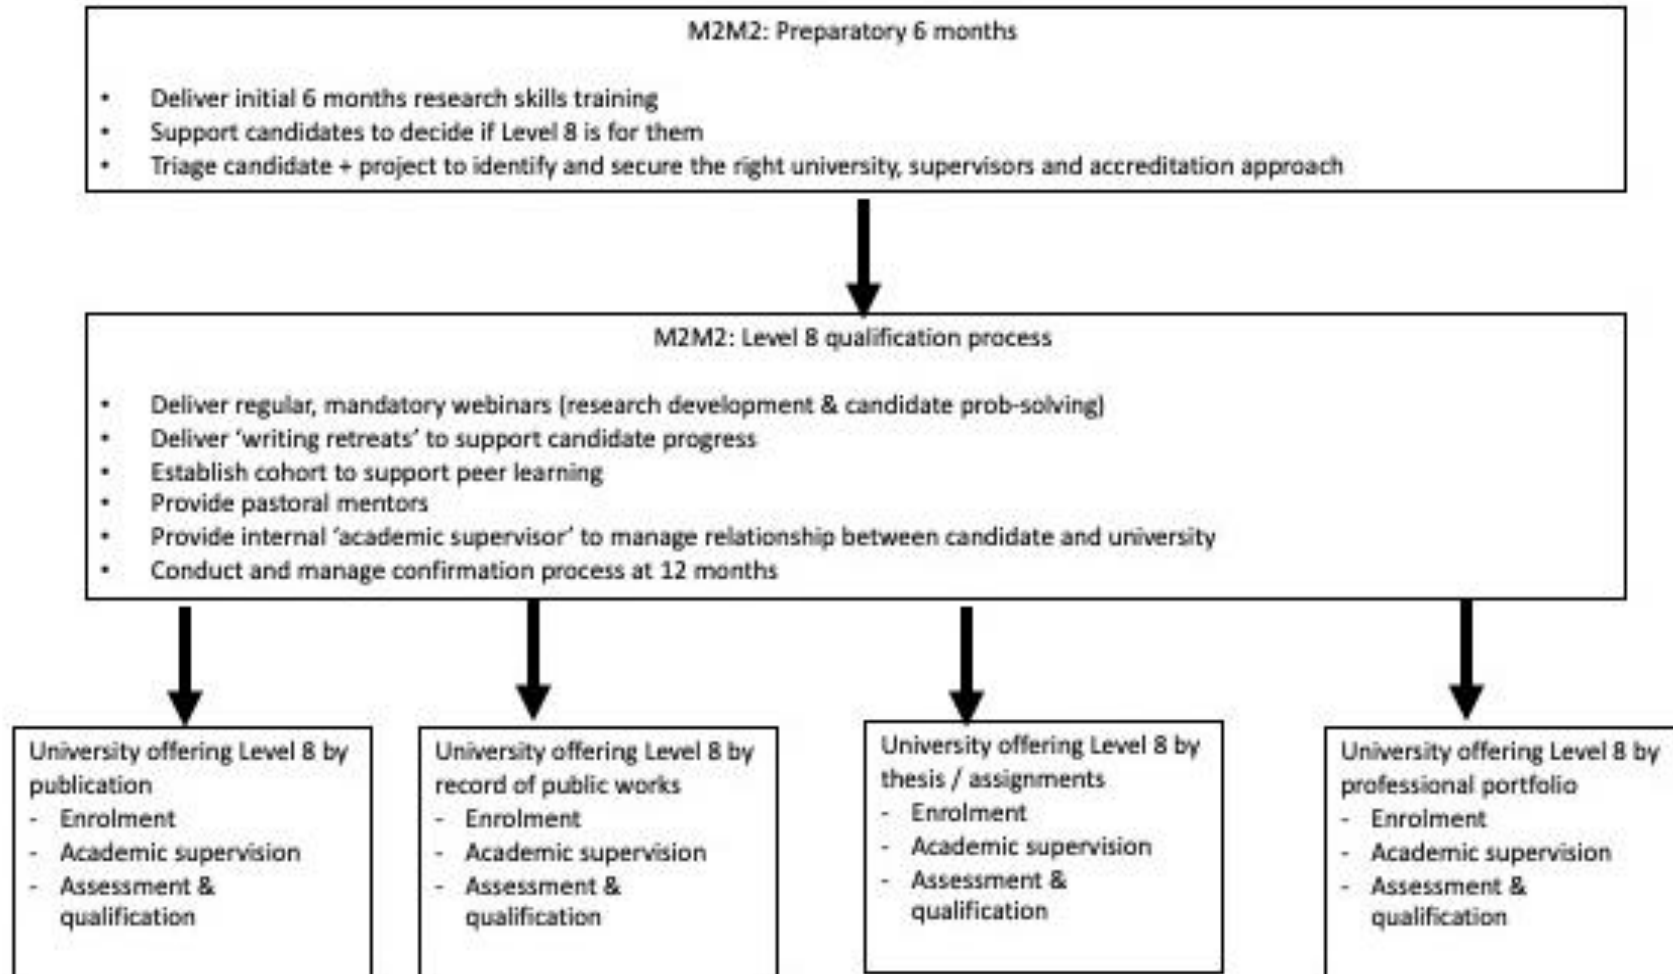 M2M2: Preparatory 6 months
• Deliver initial 6 months research skills training
• Support candidates to decide if Level 8 is for them
• Triage candidate + project to identify and secure the right university, supervisors and accreditation approach
M2M2: Level 8 qualification process
• Deliver regular, mandatory webinars (research development & candidate prob-solving)
• Deliver ‘writing retreats’ to support candidate progress
• Establish cohort to support peer learning
• Provide pastoral mentors
• Provide internal ‘academic supervisor’ to manage relationship between candidate and university
• Conduct and manage confirmation process at 12 months
University offering Level 8 by
publication
- Enrolment
- Academic supervision
- Assessment &
qualification
University offering Level 8 by
record of public works
- Enrolment
- Academic supervision
- Assessment &
qualification
University offering Level 8 by
thesis / assignments
- Enrolment
- Academic supervision
- Assessment &
qualification
University offering Level 8 by
professional portfolio
- Enrolment
- Academic supervision
- Assessment &
qualification